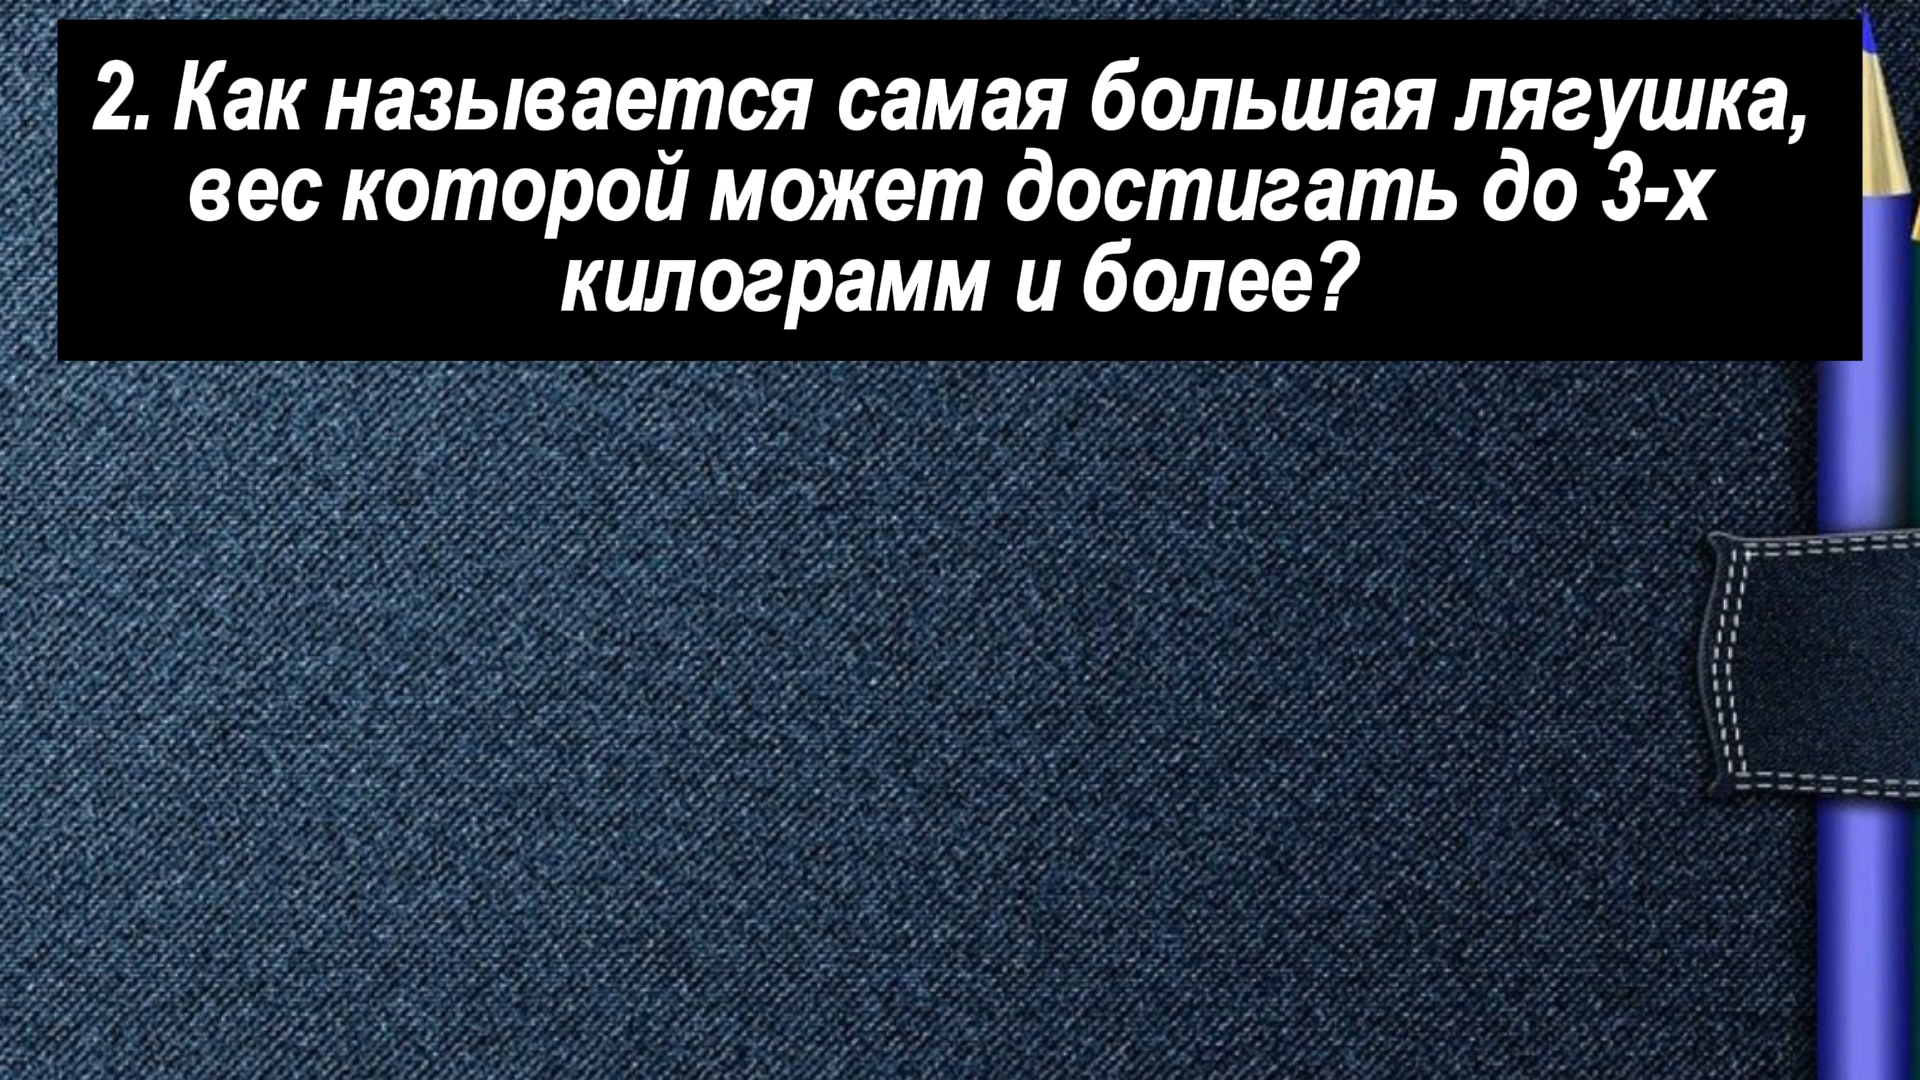 2. Как называется самая большая лягушка,
вес которой может достигать до 3-х
килограмм и более?